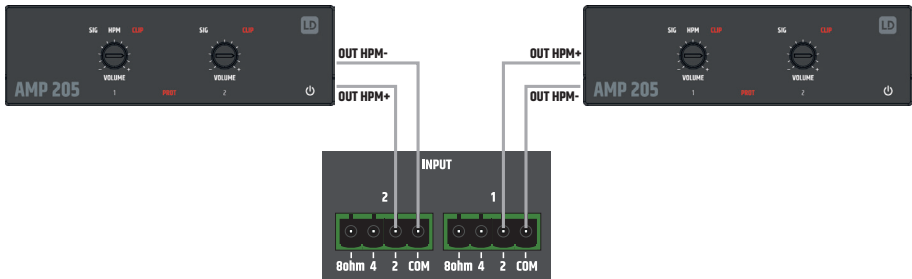 SIG HPM CLIP SIG CLIP LD
VOLUME VOLUME
AMP 205 1 PROT 2
OUT HPM-
OUT HPM+
SIG HPM CLIP SIG CLIP LD
VOLUME VOLUME
AMP 205 1 PROT 2
OUT HPM+
OUT HPM-
INPUT
2 1
8ohm 4 2 COM 8ohm 4 2 COM